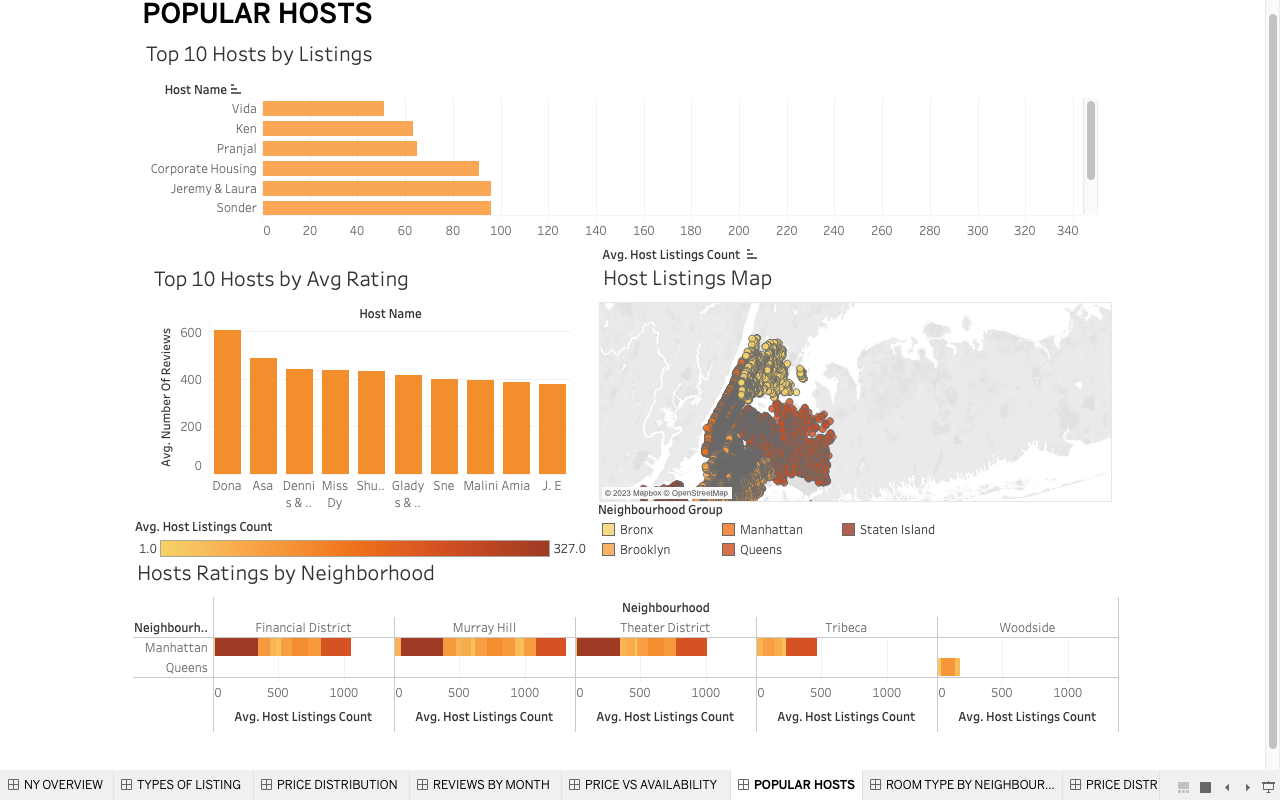 POPULAR HOSTS
Top 10 Hosts by Listings
Host Name
Vida
Ken
Pranjal
Corporate Housing
Jeremy & Laura
Sonder
0 20 40 60 80 100 120 140 160 180 200 220 240 260 280 300 320 340
Avg. Host Listings Count
Top 10 Hosts by Avg Rating
Host Name
Avg. Number Of Reviews
600
400
200
0
Dona Asa Denni Miss Shu.. Glady Sne Malini Amia J. E
s & .. Dy s & ..
Host Listings Map
© 2023 Mapbox © OpenStreetMap
Neighbourhood Group
Bronx Manhattan Staten Island
Brooklyn Queens
Avg. Host Listings Count
1.0 327.0
Hosts Ratings by Neighborhood
Neighbourhood
Neighbourh.. Financial District Murray Hill Theater District Tribeca Woodside
Manhattan
Queens
0 500 1000 0 500 1000 0 500 1000 0 500 1000 0 500 1000
Avg. Host Listings Count Avg. Host Listings Count Avg. Host Listings Count Avg. Host Listings Count Avg. Host Listings Count
NY OVERVIEW TYPES OF LISTING PRICE DISTRIBUTION REVIEWS BY MONTH PRICE VS AVAILABILITY POPULAR HOSTS ROOM TYPE BY NEIGHBOUR... PRICE DISTR